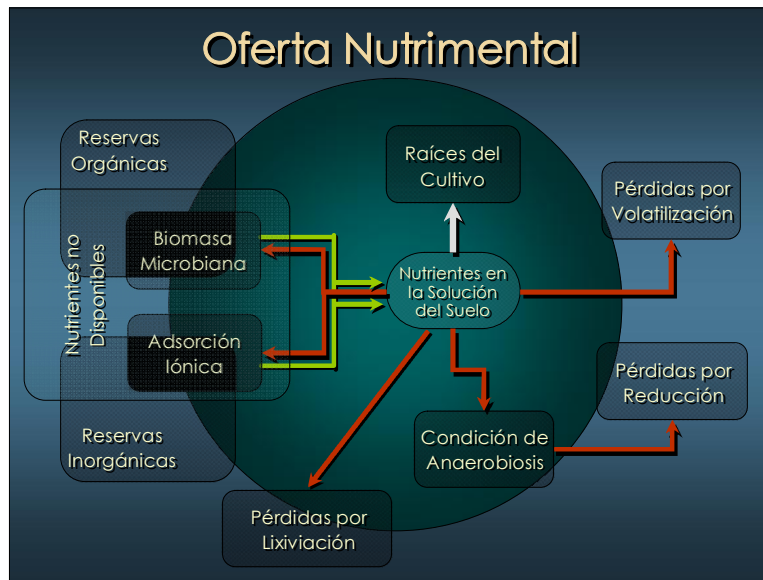 Oferta Nutrimental
Reservas
Orgánicas
Raíces del
Cultivo
Pérdidas por
Volatilización
Biomasa
Microbiana
Nutrientes no
Disponibles
Nutrientes en
la Solución
del Suelo
Adsorción
Iónica
Pérdidas por
Reducción
Reservas
Inorgánicas
Condición de
Anaerobiosis
Pérdidas por
Lixiviación